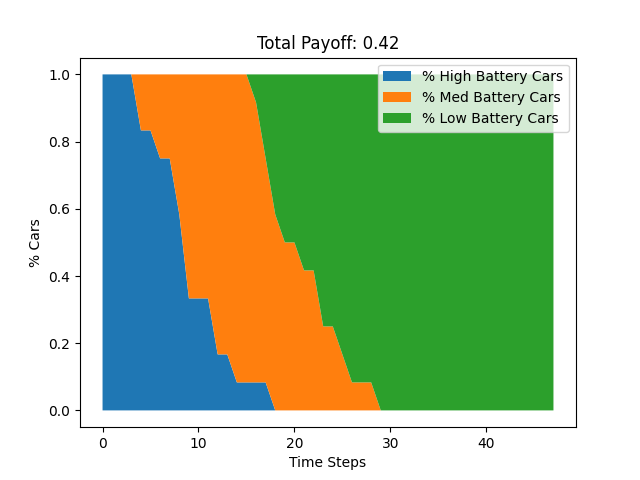 Total Payoff: 0.42
% High Battery Cars
% Med Battery Cars
% Low Battery Cars
1.0
0.8
0.6
0.4
0.2
0.0
% Cars
0 10 20 30 40
Time Steps